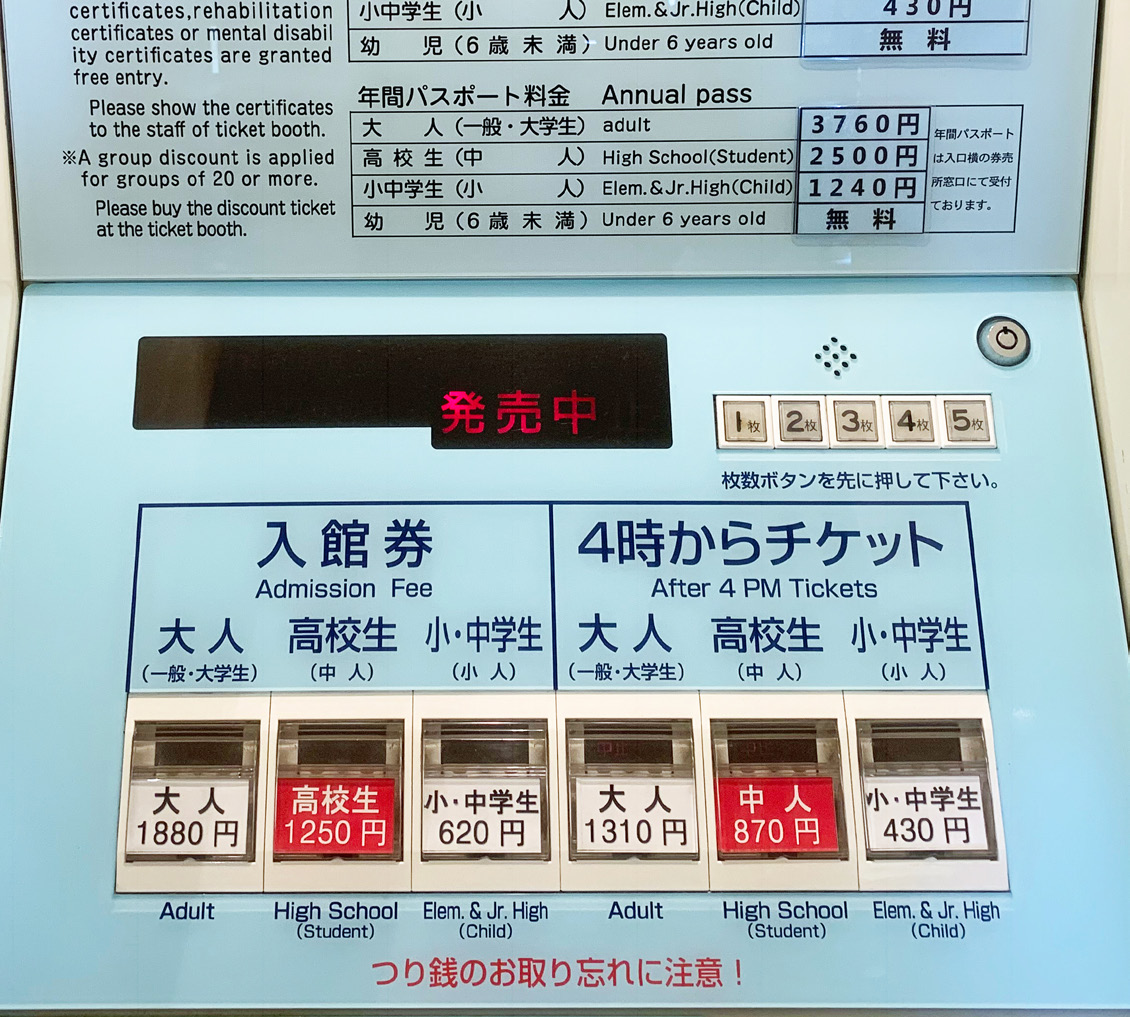 certificates,rehabilitation
certificates or mental disabil
ity certificates are granted
free entry.
Please show the certificates
to the staff of ticket booth.
※A group discount is applied
for groups of 20 or more.
Please buy the discount ticket
at the ticket booth.
小中学生（小 人） Elem.&Jr.High(Child) 430円
幼 児（6歳未満） Under 6 years old 無料
年間パスポート料金 Annual pass
大 人（一般・大学生） adult 3760円
高校生（中 人） High School(Student) 2500円
小中学生（小 人） Elem.&Jr.High(Child) 1240円
幼 児（6歳未満） Under 6 years old 無料
年間パスポート
は入口横の券売
所窓口にて受付
ております。
発売中
1枚 2枚 3枚 4枚 5枚
枚数ボタンを先に押して下さい。
入館券
Admission Fee
大人 高校生 小・中学生
（一般・大学生） （中人） （小人）
4時からチケット
After 4 PM Tickets
大人 高校生 小・中学生
（一般・大学生） （中人） （小人）
大人 高校生 小・中学生 大人 中人 小・中学生
1880円 1250円 620円 1310円 870円 430円
Adult High School Elem. & Jr. High Adult High School Elem. & Jr. High
(Student) (Child) (Student) (Child)
つり銭のお取り忘れに注意！